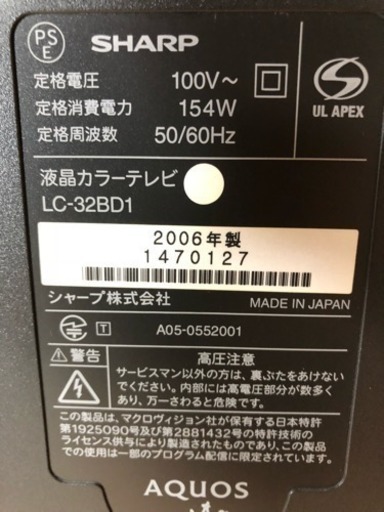 PS
E
SHARP
定格電圧 100V～
定格消費電力 154W
定格周波数 50/60Hz
UL APEX
液晶カラーテレビ
LC-32BD1
2006年製
1470127
シャープ株式会社 MADE IN JAPAN
T A05-0552001
警告 高圧注意
サービスマン以外の方は、裏ぶたをあけない
でください。内部には高電圧部分が数多く
あり、万一さわると危険です。
この製品は、マクロヴィジョン社が保有する日本特許
第1925090号及び第2881432号の特許技術の
ライセンス供与により製造されたもので、この製品
での使用は一部のプログラム配信に限定されています。
AQUOS